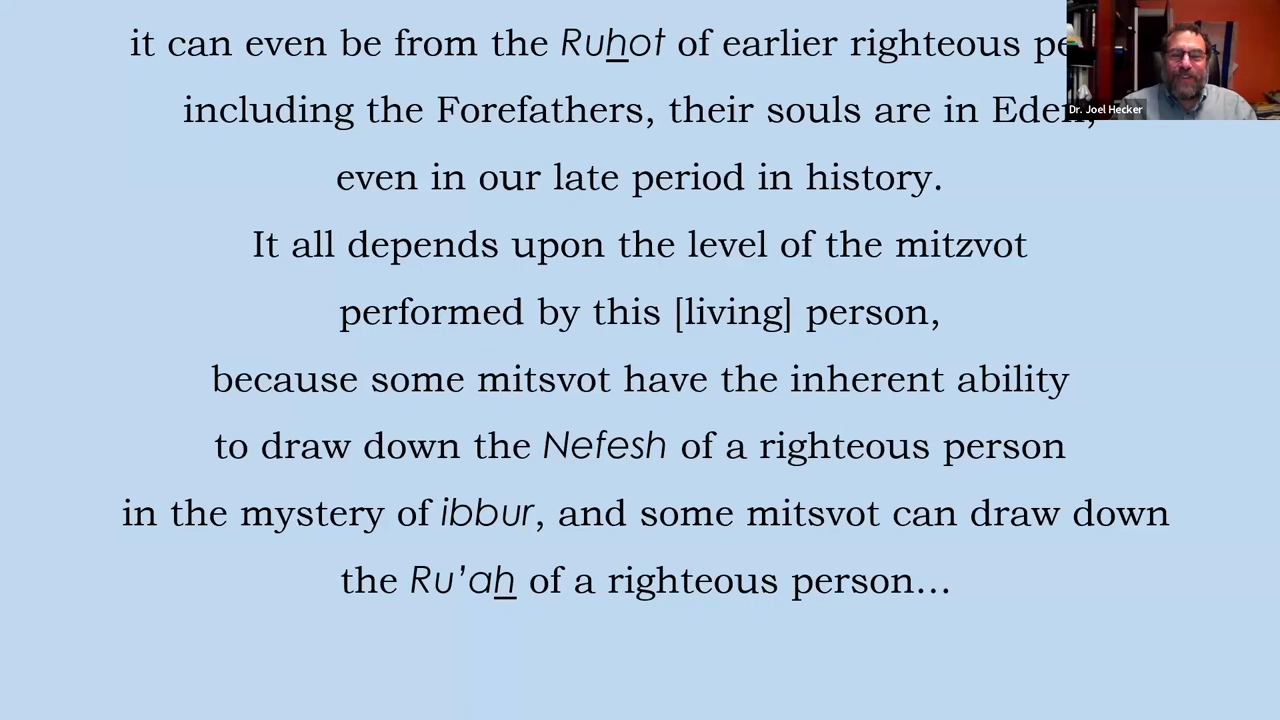 it can even be from the Ruhot of earlier righteous
including the Forefathers, their souls are in Eden,
Dr. Joel Hecker
even in our late period in history.
It all depends upon the level of the mitzvot
performed by this [living] person,
because some mitsvot have the inherent ability
to draw down the Nefesh of a righteous person
in the mystery of ibbur, and some mitsvot can draw down
the Ru’ah of a righteous person...